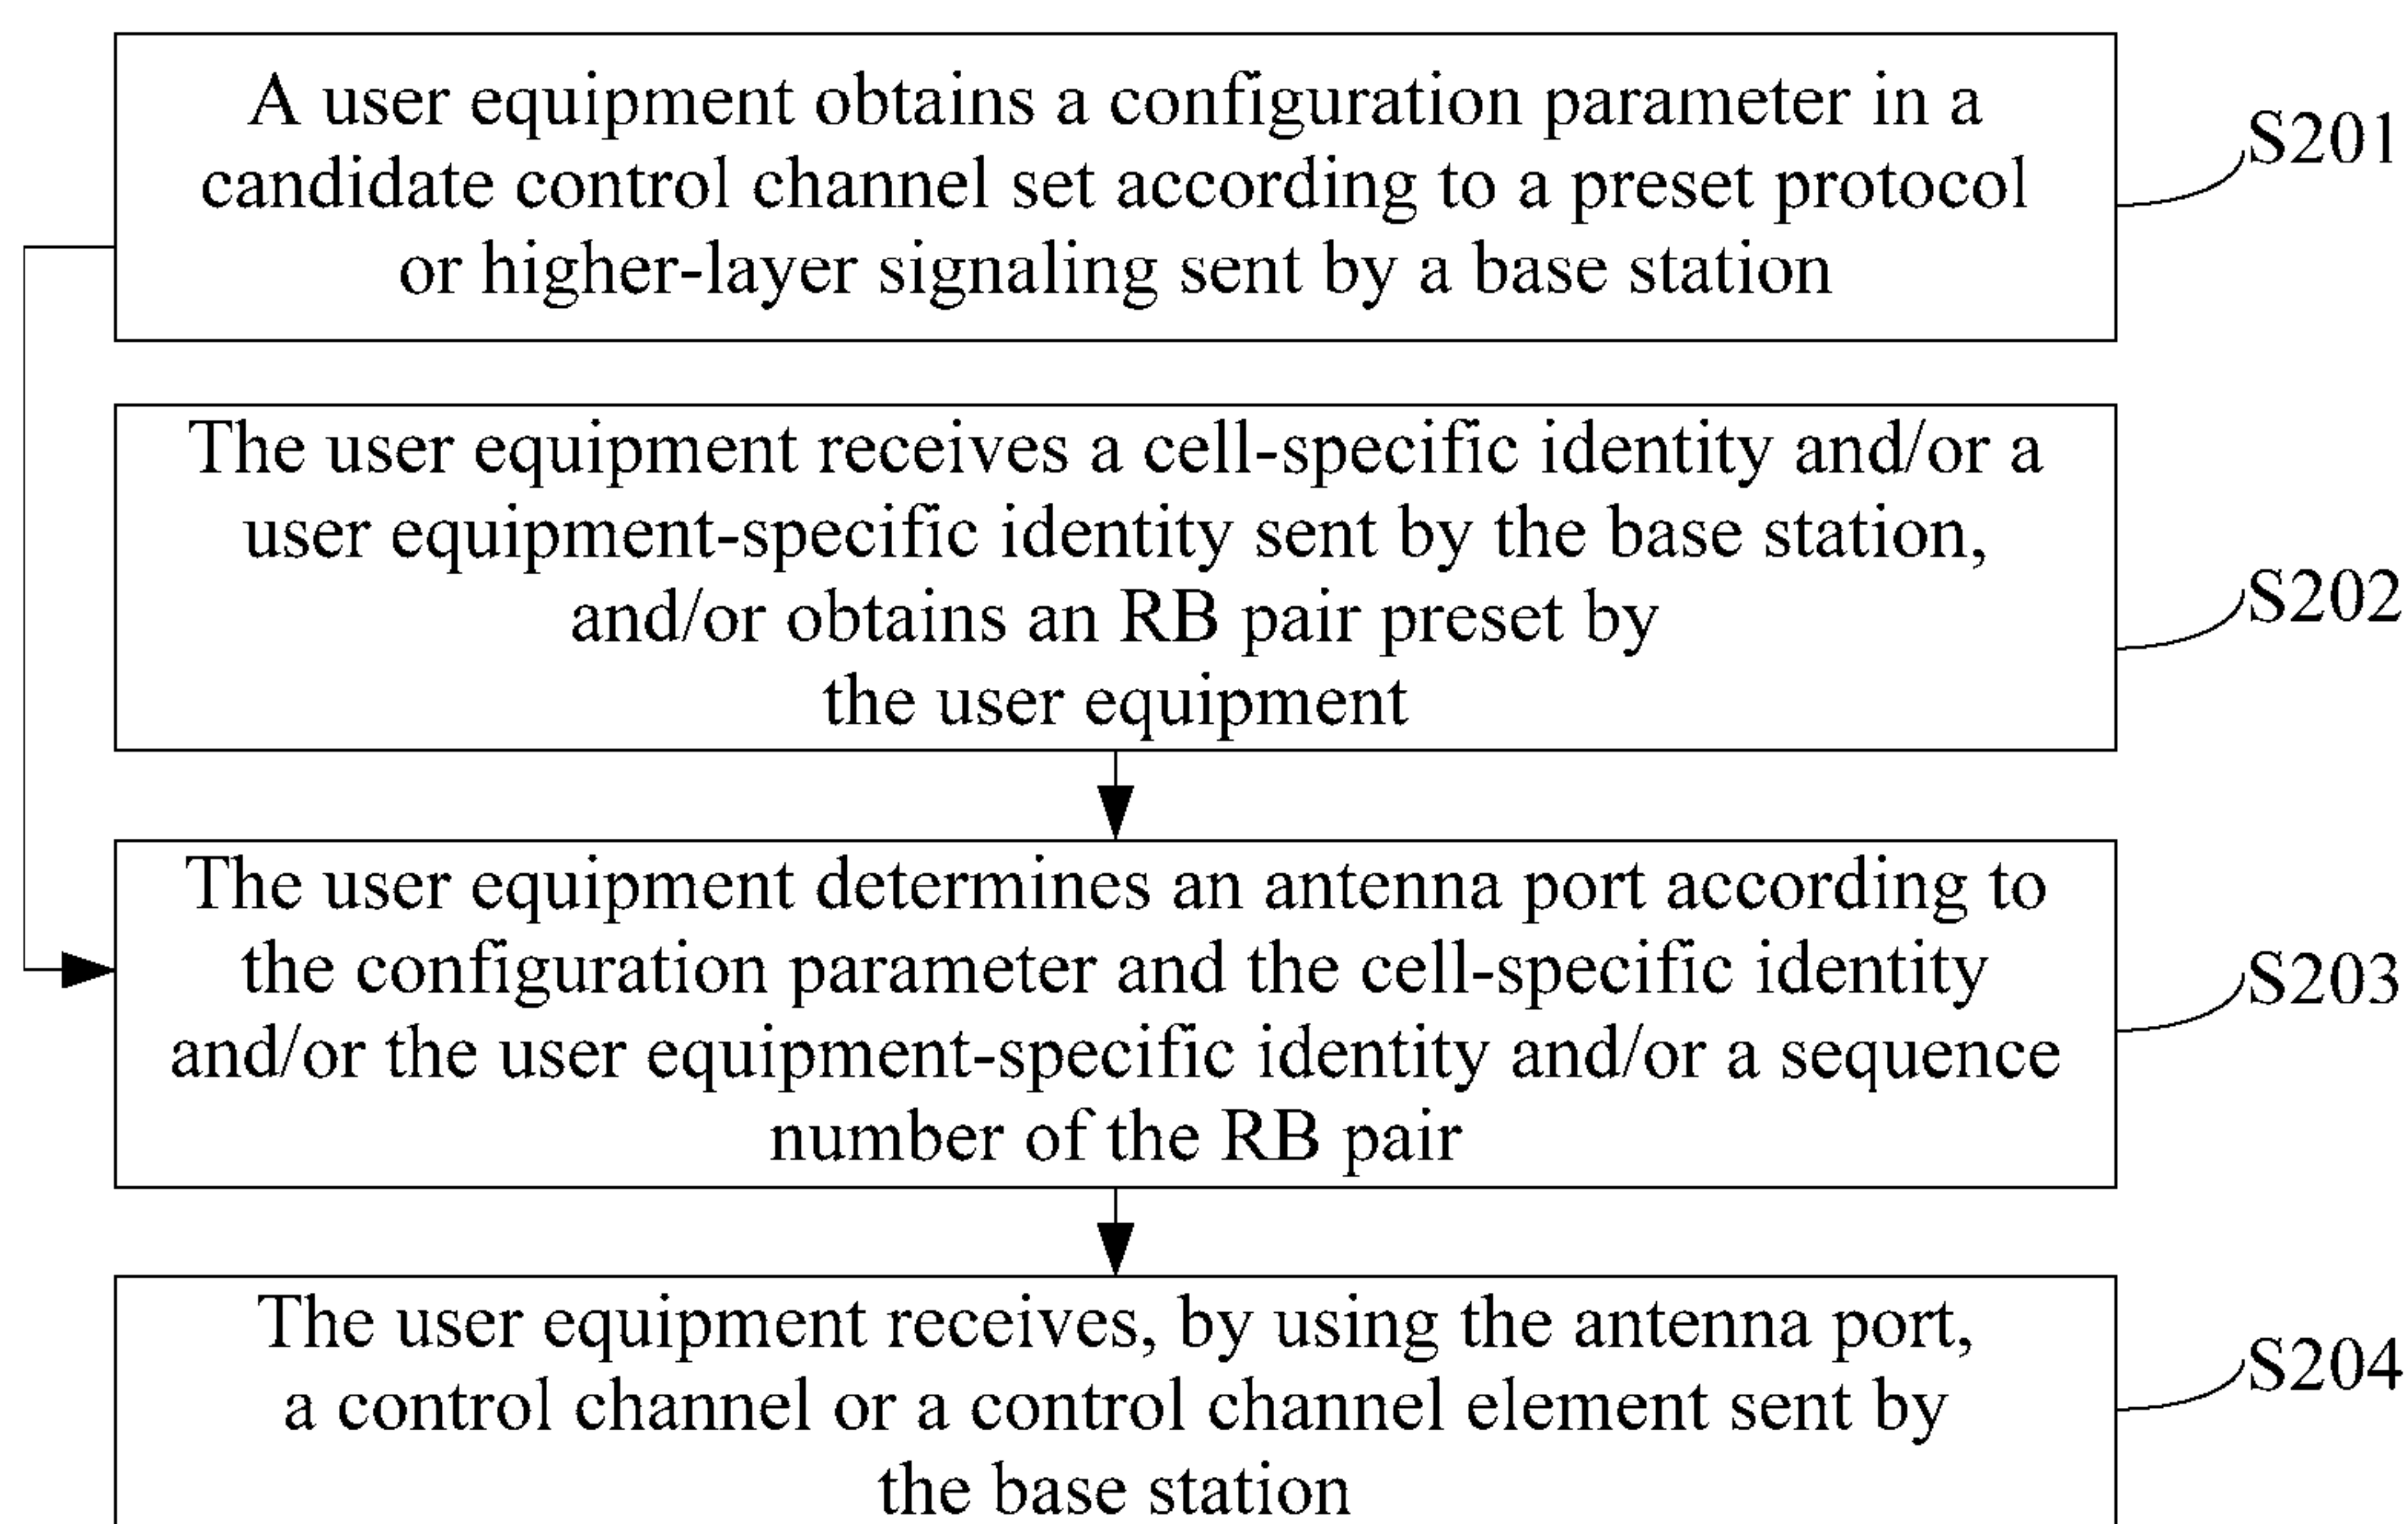 A user equipment obtains a configuration parameter in a
candidate control channel set according to a preset protocol
or higher-layer signaling sent by a base station
S201
The user equipment receives a cell-specific identity and/or a
user equipment-specific identity sent by the base station,
and/or obtains an RB pair preset by
the user equipment
S202
The user equipment determines an antenna port according to
the configuration parameter and the cell-specific identity
and/or the user equipment-specific identity and/or a sequence
number of the RB pair
S203
The user equipment receives, by using the antenna port,
a control channel or a control channel element sent by
the base station
S204